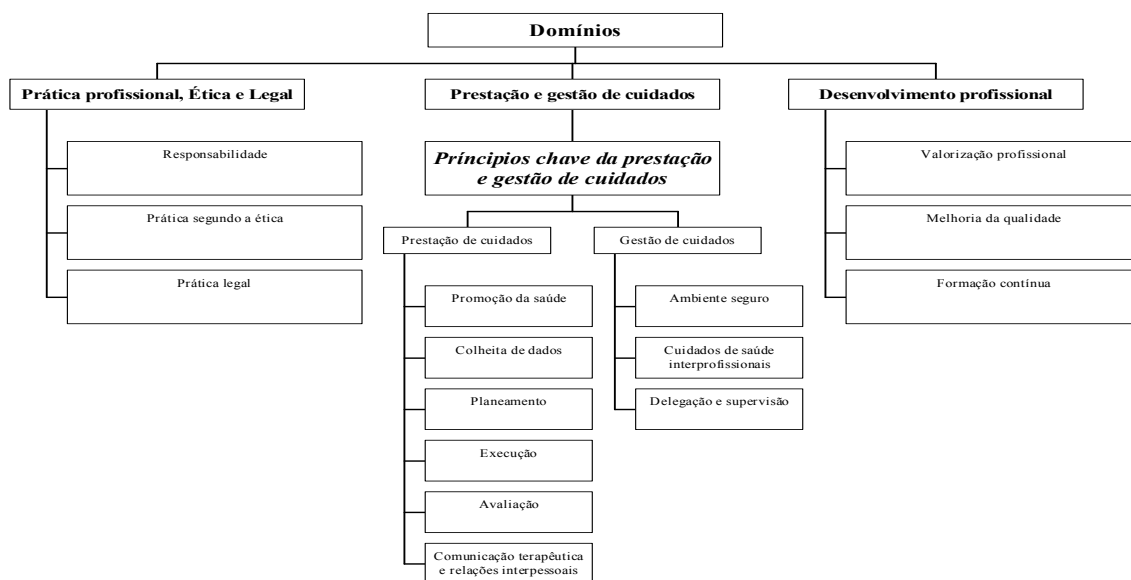 Domínios
Prática profissional, Ética e Legal
Prestação e gestão de cuidados
Desenvolvimento profissional
Responsabilidade
Prática segundo a ética
Prática legal
Príncipios chave da prestação
e gestão de cuidados
Prestação de cuidados
Promoção da saúde
Colheita de dados
Planeamento
Execução
Avaliação
Comunicação terapêutica
e relações interpessoais
Gestão de cuidados
Ambiente seguro
Cuidados de saúde
interprofissionais
Delegação e supervisão
Valorização profissional
Melhoria da qualidade
Formação contínua